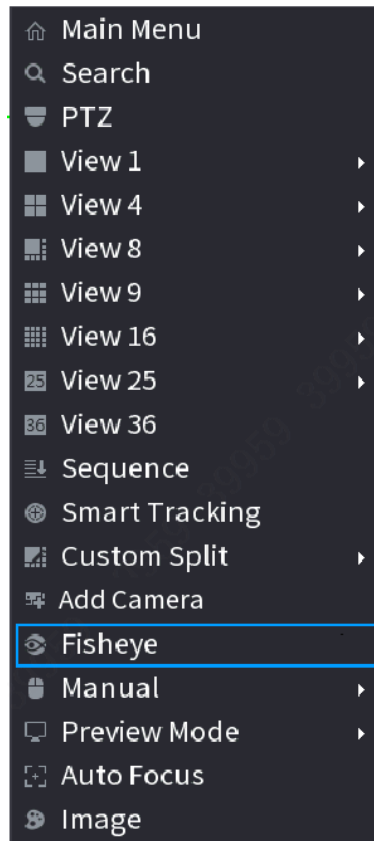 Main Menu
Search
PTZ
View 1
View 4
View 8
View 9
View 16
25 View 25
36 View 36
Sequence
Smart Tracking
Custom Split
Add Camera
Fisheye
Manual
Preview Mode
Auto Focus
Image